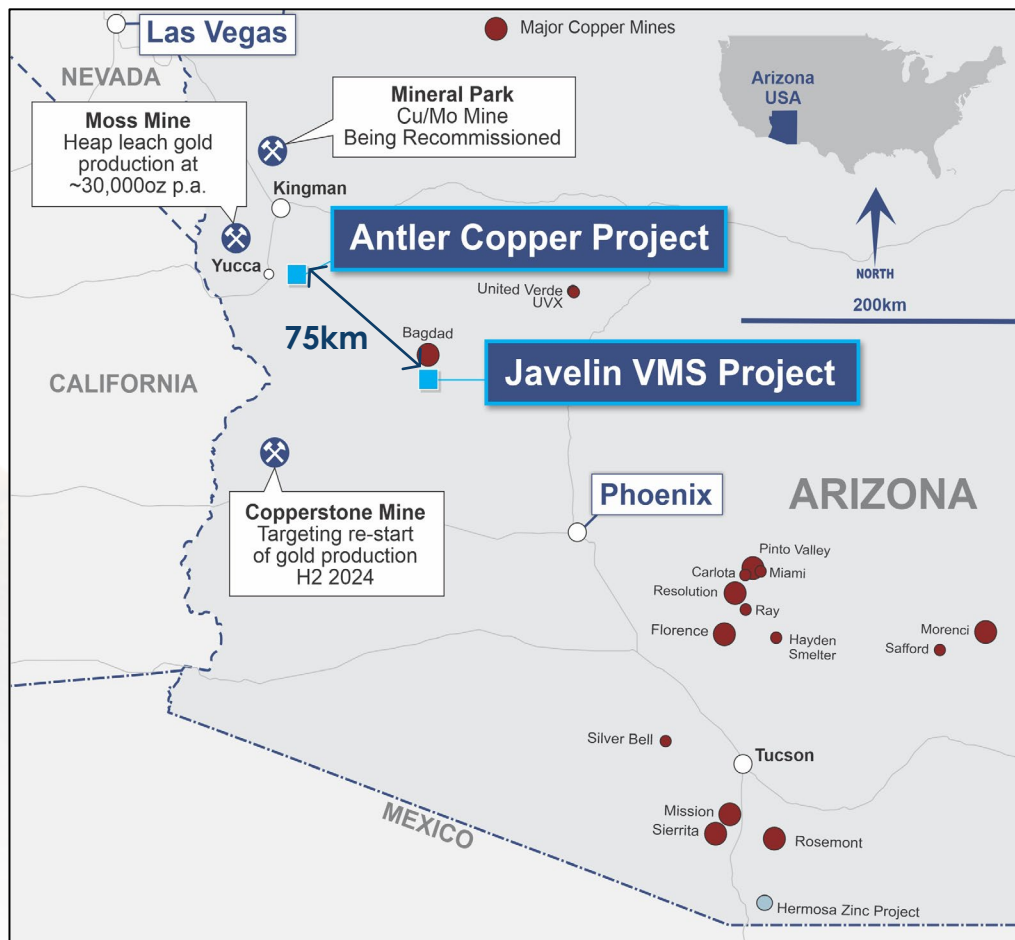 Las Vegas
Major Copper Mines
NEVADA
Arizona
USA
Mineral Park
Cu/Mo Mine
Being Recommissioned
Moss Mine
Heap leach gold
production at
~30,000oz p.a.
Kingman
Antler Copper Project
Yucca
NORTH
200km
United Verde
UVX
75km
Bagdad
Javelin VMS Project
CALIFORNIA
Phoenix
ARIZONA
Copperstone Mine
Targeting re-start
of gold production
H2 2024
Pinto Valley
Carlota
Miami
Resolution
Ray
Florence
Hayden
Smelter
Morenci
Safford
Silver Bell
Tucson
MEXICO
Mission
Sierrita
Rosemont
Hermosa Zinc Project